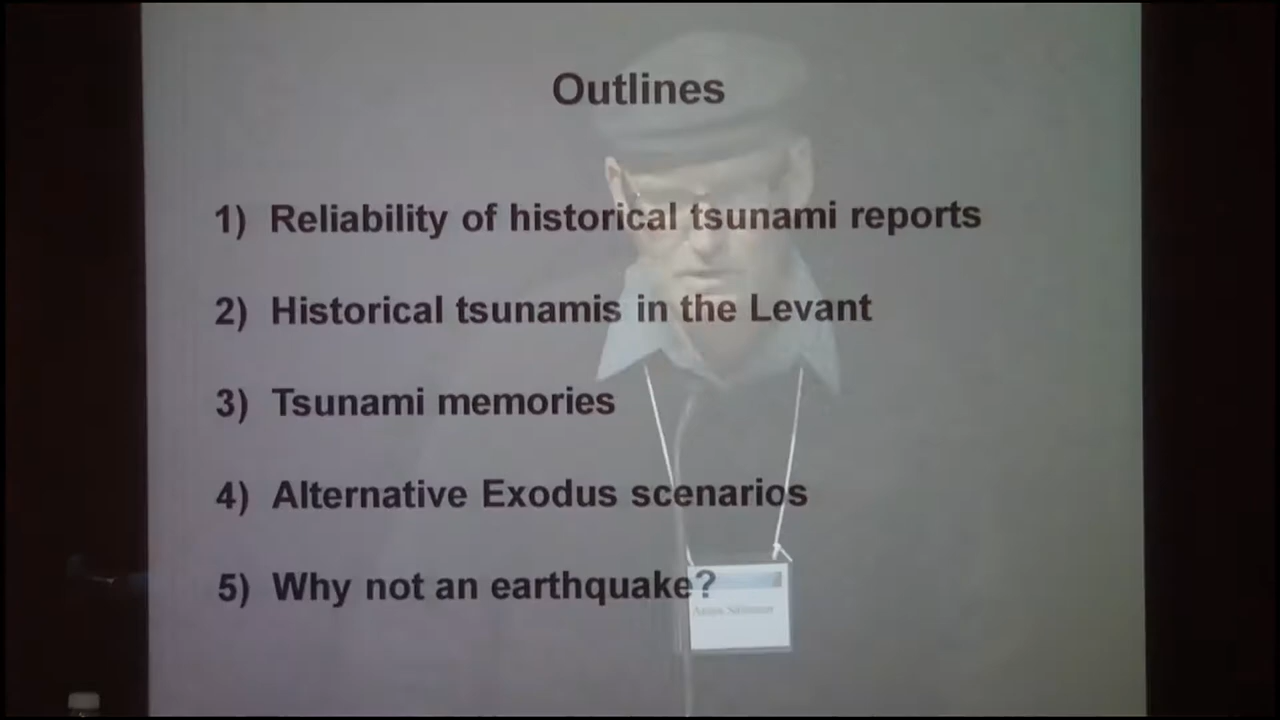 Outlines
1) Reliability of historical tsunami reports
2) Historical tsunamis in the Levant
3) Tsunami memories
4) Alternative Exodus scenarios
5) Why not an earthquake?